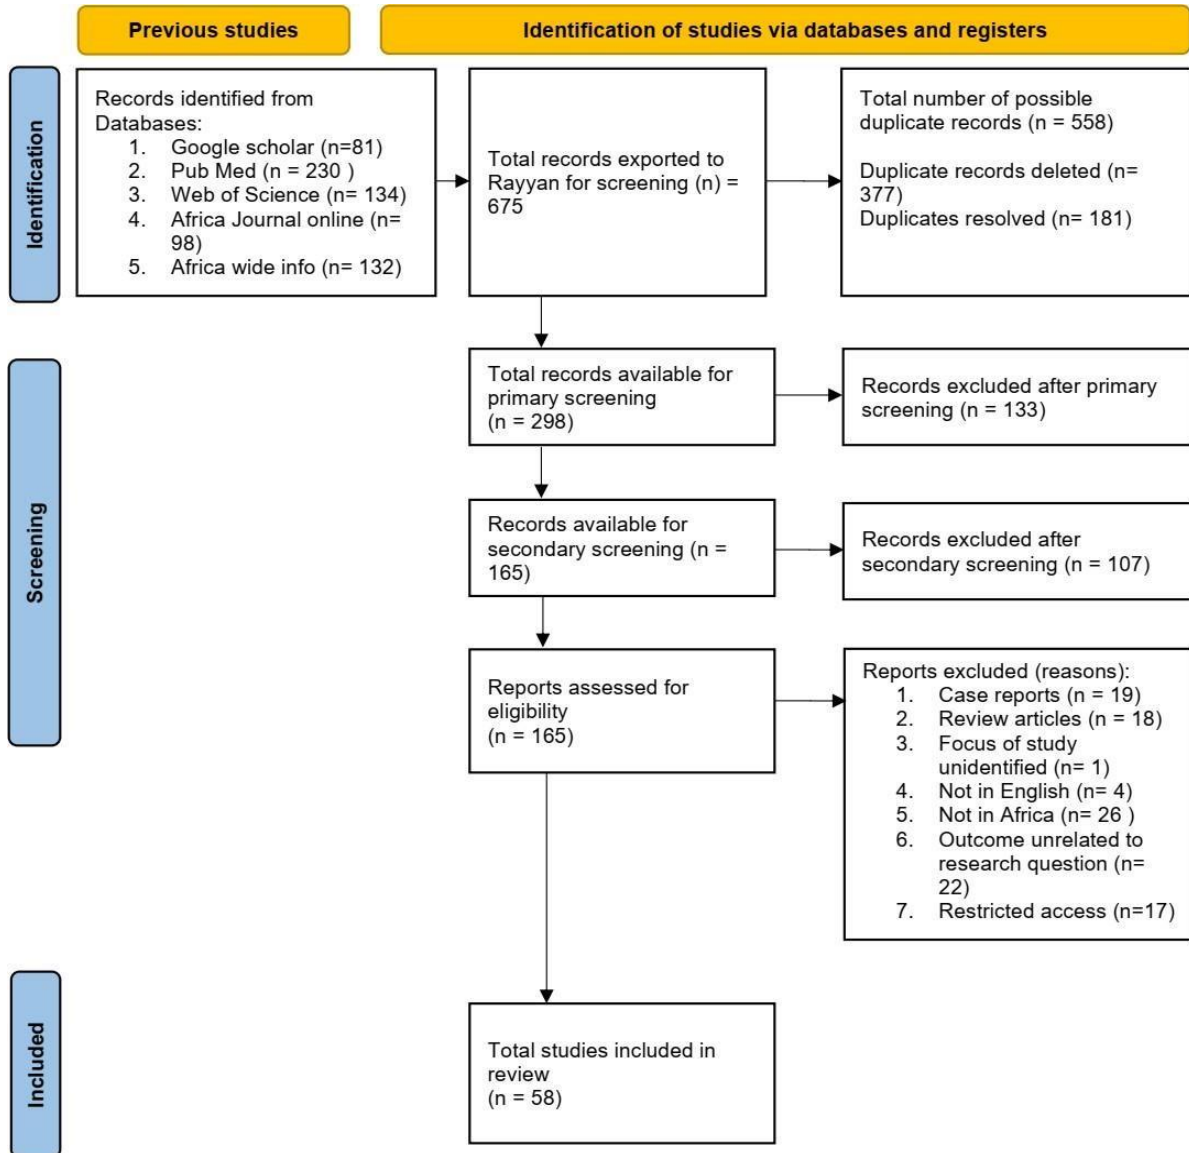 Previous studies
Identification of studies via databases and registers
Identification
Records identified from
Databases:
1. Google scholar (n=81)
2. Pub Med (n = 230 )
3. Web of Science (n= 134)
4. Africa Journal online (n=
98)
5. Africa wide info (n= 132)
Total records exported to
Rayyan for screening (n) =
675
Total number of possible
duplicate records (n = 558)
Duplicate records deleted (n=
377)
Duplicates resolved (n= 181)
Screening
Total records available for
primary screening
(n = 298)
Records excluded after primary
screening (n = 133)
Records available for
secondary screening (n =
165)
Records excluded after
secondary screening (n = 107)
Reports assessed for
eligibility
(n = 165)
Reports excluded (reasons):
1. Case reports (n = 19)
2. Review articles (n = 18)
3. Focus of study
unidentified (n= 1)
4. Not in English (n= 4)
5. Not in Africa (n= 26 )
6. Outcome unrelated to
research question (n=
22)
7. Restricted access (n=17)
Included
Total studies included in
review
(n = 58)